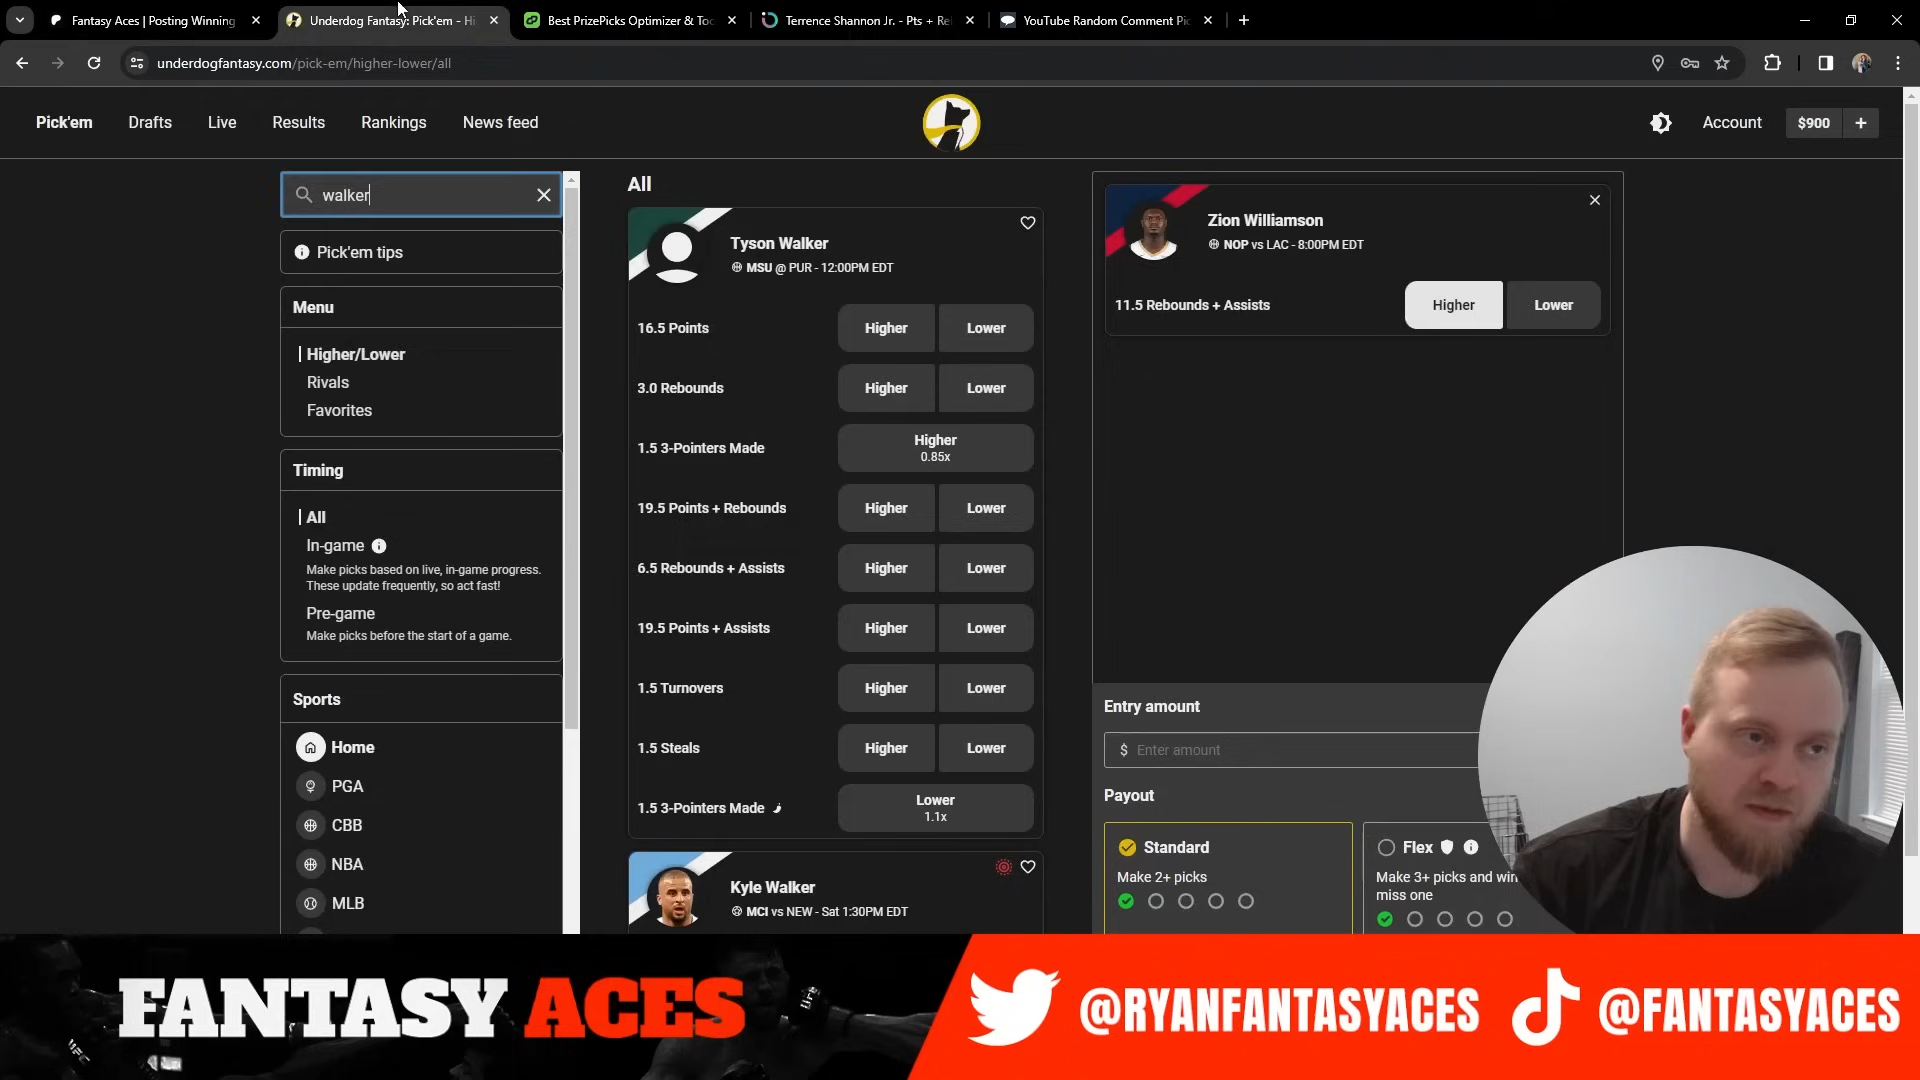 Fantasy Aces | Posting Winning
Underdog Fantasy: Pick'em - Hi
Best PrizePicks Optimizer & Too
Terrence Shannon Jr. - Pts + Re
YouTube Random Comment Pic
underdogfantasy.com/pick-em/higher-lower/all
Pick'em
Drafts
Live
Results
Rankings
News feed
Account
$900
+
walker
Pick'em tips
Menu
Higher/Lower
Rivals
Favorites
Timing
All
In-game
Make picks based on live, in-game progress.
These update frequently, so act fast!
Pre-game
Make picks before the start of a game.
Sports
Home
PGA
CBB
NBA
MLB
All
Tyson Walker
MSU @ PUR - 12:00PM EDT
16.5 Points Higher Lower
3.0 Rebounds Higher Lower
1.5 3-Pointers Made Higher
0.85x
19.5 Points + Rebounds Higher Lower
6.5 Rebounds + Assists Higher Lower
19.5 Points + Assists Higher Lower
1.5 Turnovers Higher Lower
1.5 Steals Higher Lower
1.5 3-Pointers Made Lower
1.1x
Kyle Walker
MCI vs NEW - Sat 1:30PM EDT
Zion Williamson
NOP vs LAC - 8:00PM EDT
11.5 Rebounds + Assists Higher Lower
Entry amount
$ Enter amount
Payout
Standard
Make 2+ picks
Flex
Make 3+ picks and win
miss one
FANTASY ACES
@RYANFANTASYACES
@FANTASYACES